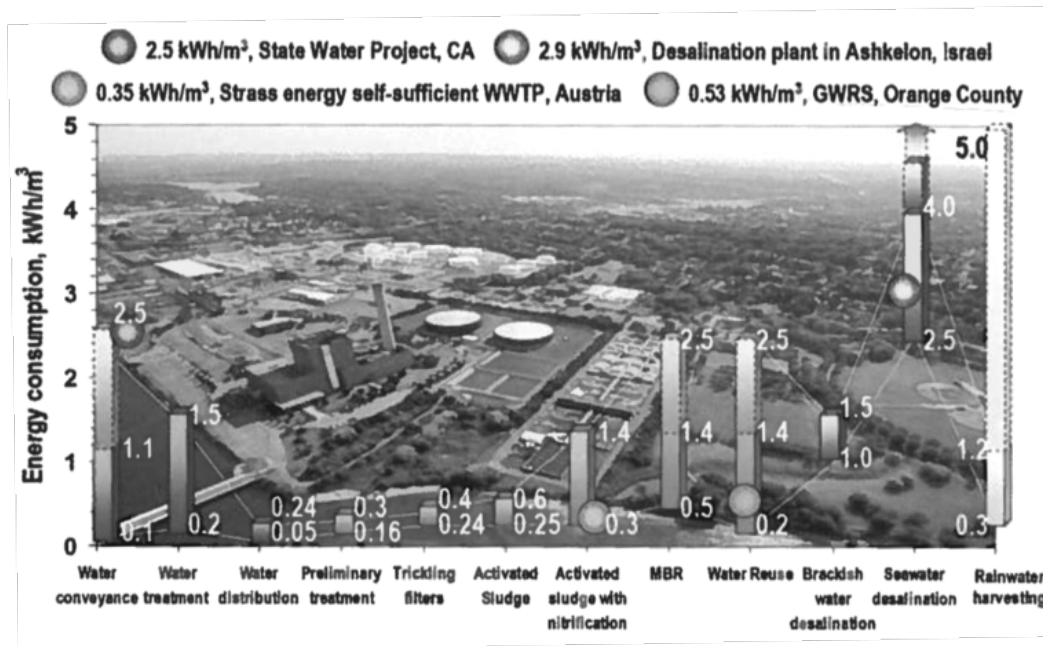 2.5 kWh/m³, State Water Project, CA 2.9 kWh/m³, Desalination plant in Ashkelon, Israel
0.35 kWh/m³, Strass energy self-sufficient WWTP, Austria 0.53 kWh/m³, GWRS, Orange County
Energy consumption, kWh/m³
5
4
3
2
1
0
2.5
1.1
0.1
1.5
0.2
0.24
0.05
0.3
0.16
0.4
0.24
0.6
0.25
1.4
0.3
2.5
1.4
0.5
2.5
1.4
0.2
1.5
1.0
4.0
2.5
5.0
1.2
0.3
Water conveyance
Water treatment
Water distribution
Preliminary treatment
Trickling filters
Activated Sludge
Activated sludge with nitrification
MBR
Water Reuse
Brackish water desalination
Seawater desalination
Rainwater harvesting